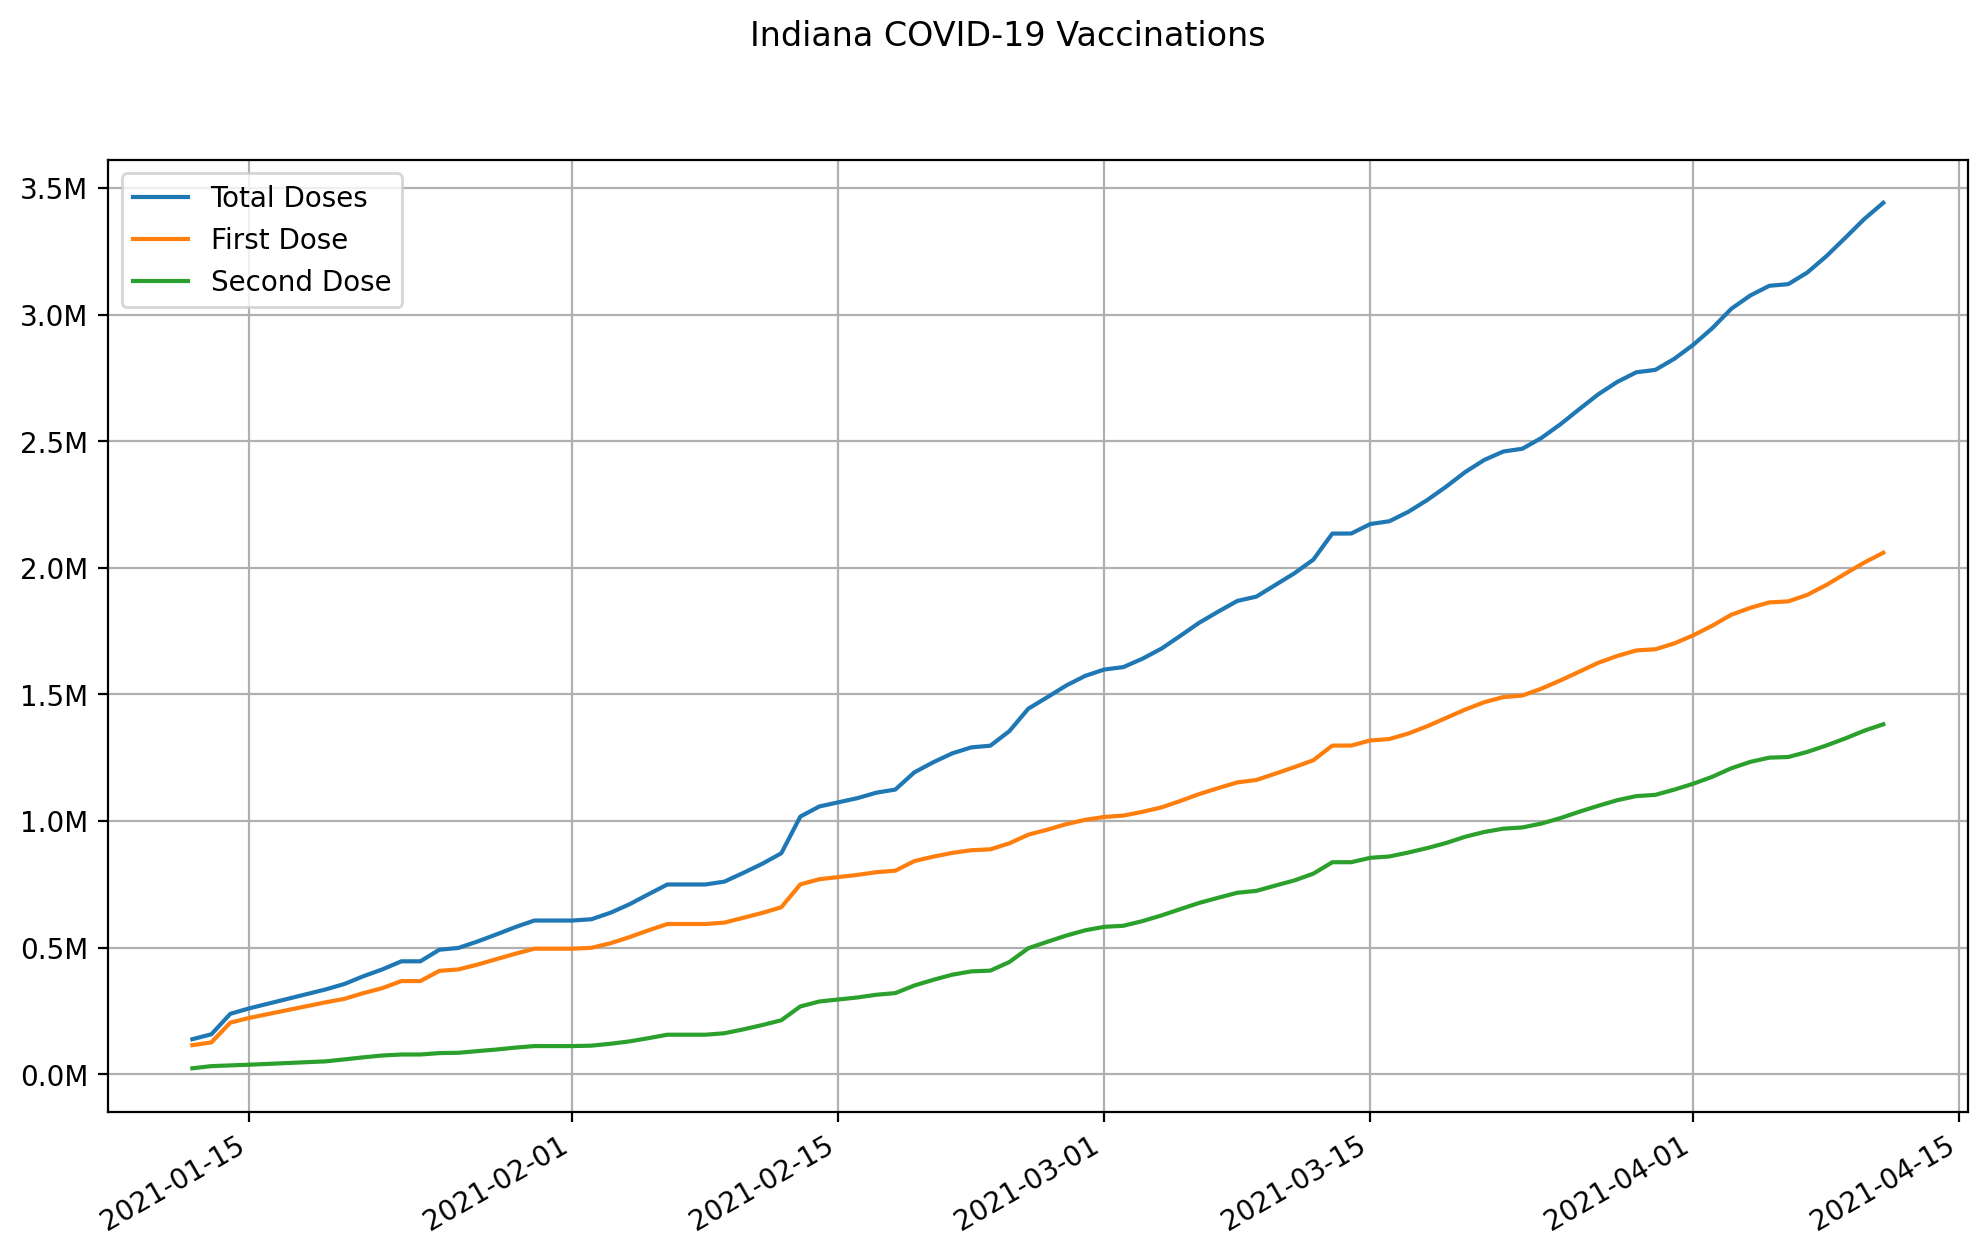 Indiana COVID-19 Vaccinations
Total Doses
First Dose
Second Dose
3.5M
3.0M
2.5M
2.0M
1.5M
1.0M
0.5M
0.0M
2021-01-15
2021-02-01
2021-02-15
2021-03-01
2021-03-15
2021-04-01
2021-04-15